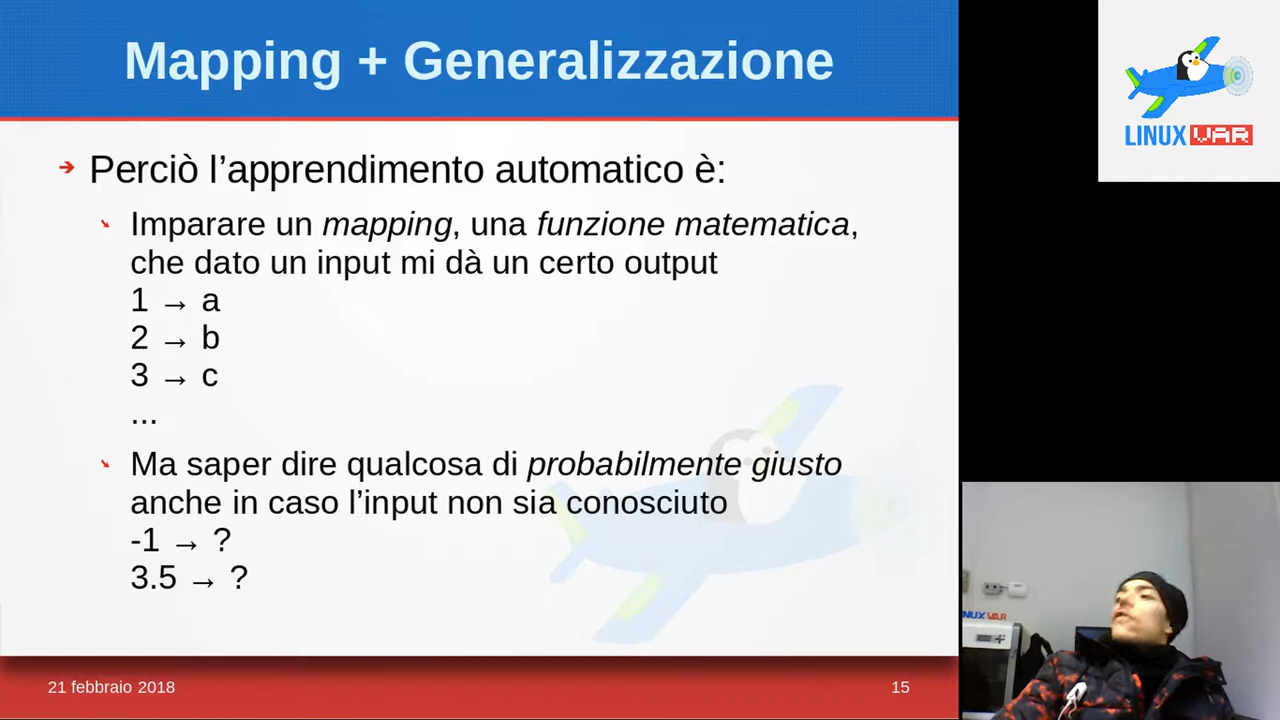 Mapping + Generalizzazione
Perciò l’apprendimento automatico è:
Imparare un mapping, una funzione matematica,
che dato un input mi dà un certo output
1 → a
2 → b
3 → c
...
Ma saper dire qualcosa di probabilmente giusto
anche in caso l’input non sia conosciuto
-1 → ?
3.5 → ?
21 febbraio 2018
15
LINUX VAR
LINUX VAR